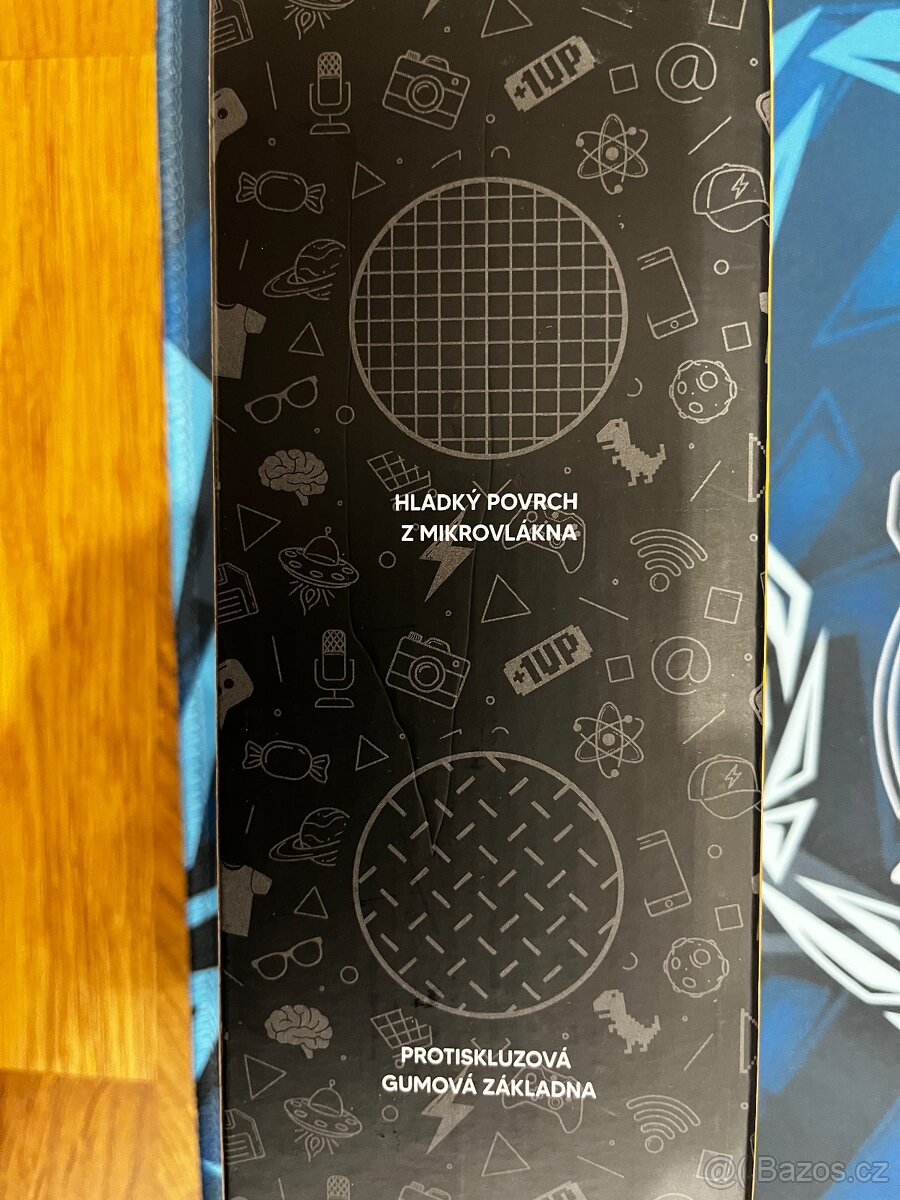 +1UP
@
HLADKÝ POVRCH
Z MIKROVLÁKNA
+1UP
@
PROTISKLUZOVÁ
GUMOVÁ ZÁKLADNA
Bazos.cz